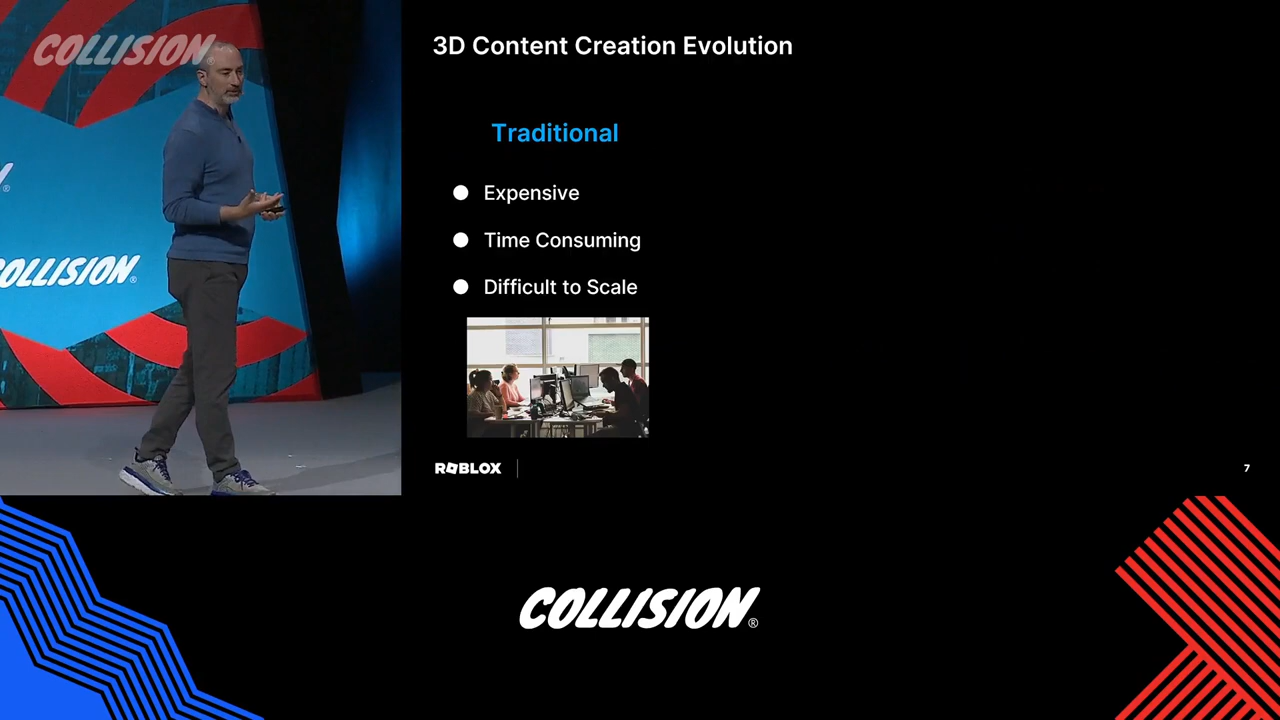 COLLISION®
3D Content Creation Evolution
Traditional
Expensive
Time Consuming
Difficult to Scale
COLLISION®
ROBLOX
7
COLLISION®